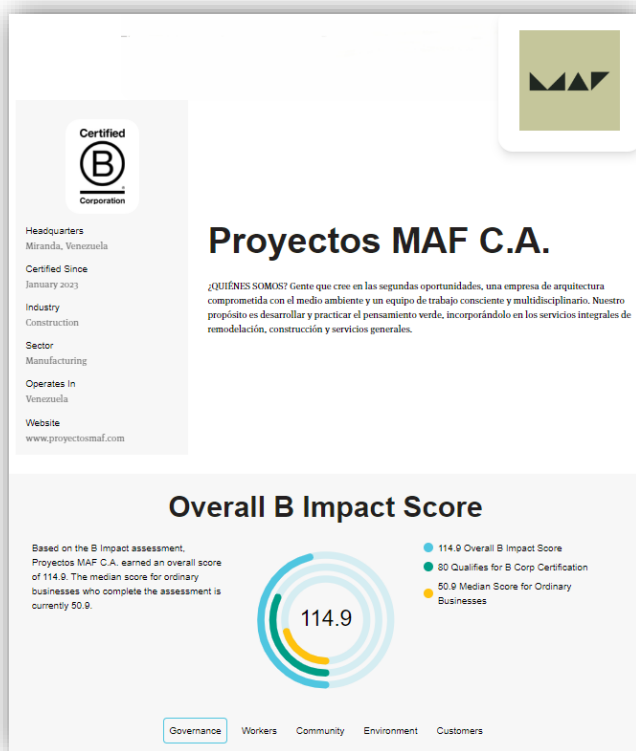 MAF
Certified
B
Corporation
Headquarters
Miranda, Venezuela
Certified Since
January 2023
Industry
Construction
Sector
Manufacturing
Operates In
Venezuela
Website
www.proyectosmaf.com
Proyectos MAF C.A.
¿QUIÉNES SOMOS? Gente que cree en las segundas oportunidades, una empresa de arquitectura
comprometida con el medio ambiente y un equipo de trabajo consciente y multidisciplinario. Nuestro
propósito es desarrollar y practicar el pensamiento verde, incorporándolo en los servicios integrales de
remodelación, construcción y servicios generales.
Overall B Impact Score
Based on the B Impact assessment,
Proyectos MAF C.A. earned an overall score
of 114.9. The median score for ordinary
businesses who complete the assessment is
currently 50.9.
114.9
114.9 Overall B Impact Score
80 Qualifies for B Corp Certification
50.9 Median Score for Ordinary
Businesses
Governance Workers Community Environment Customers